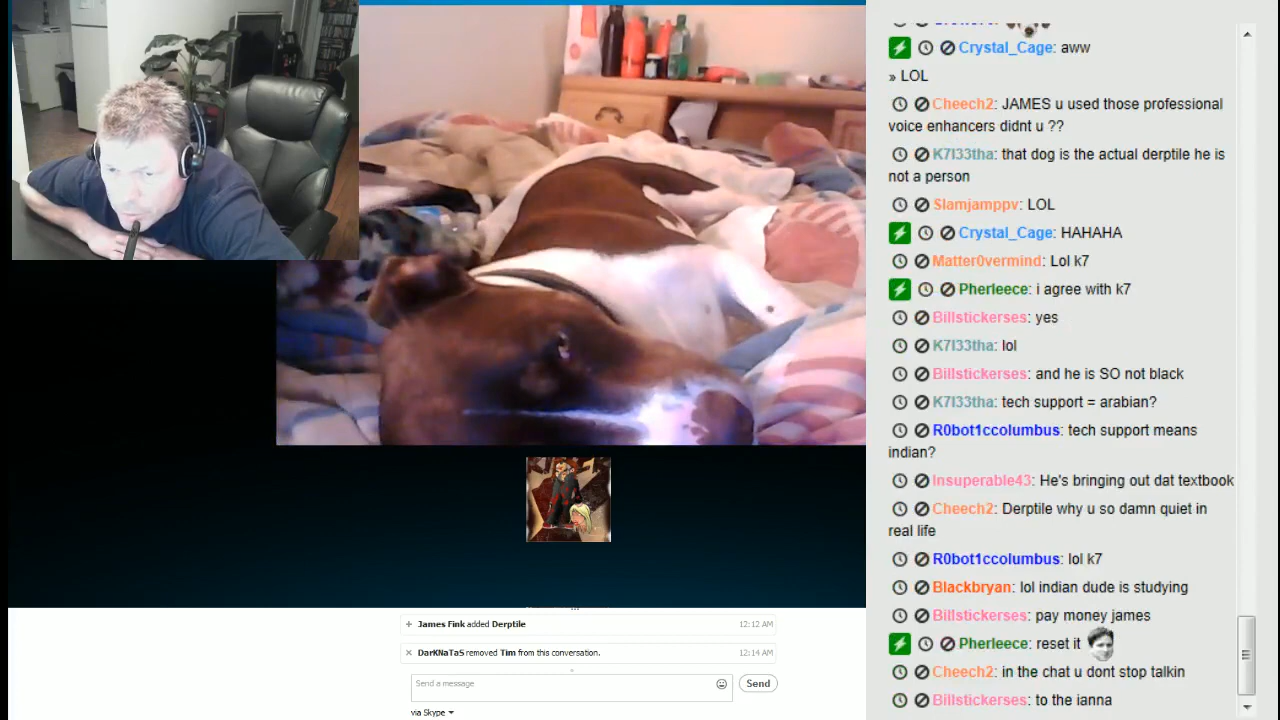 Crystal_Cage: aww
» LOL
Cheech2: JAMES u used those professional
voice enhancers didnt u ??
K7l33tha: that dog is the actual derptile he is
not a person
Slamjamppv: LOL
Crystal_Cage: HAHAHA
Matter0vermind: Lol k7
Pherleece: i agree with k7
Billstickerses: yes
K7l33tha: lol
Billstickerses: and he is SO not black
K7l33tha: tech support = arabian?
R0bot1ccolumbus: tech support means
indian?
Insuperable43: He's bringing out dat textbook
Cheech2: Derptile why u so damn quiet in
real life
R0bot1ccolumbus: lol k7
Blackbryan: lol indian dude is studying
Billstickerses: pay money james
Pherleece: reset it
Cheech2: in the chat u dont stop talkin
Billstickerses: to the ianna
James Fink added Derptile 12:12 AM
DarKNaTaS removed Tim from this conversation. 12:14 AM
Send a message
Send
via Skype